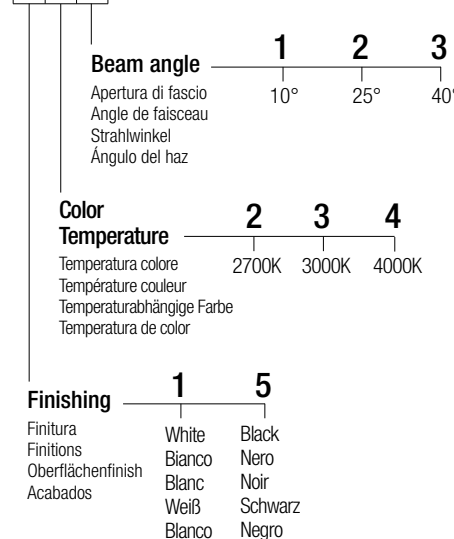 Beam angle 1 2 3
Apertura di fascio 10° 25° 40°
Angle de faisceau
Strahlwinkel
Ángulo del haz
Color
Temperature 2 3 4
Temperatura colore 2700K 3000K 4000K
Température couleur
Temperaturabhängige Farbe
Temperatura de color
Finishing 1 5
Finitura White Black
Finitions Bianco Nero
Oberflächenfinish Blanc Noir
Acabados Weiß Schwarz
Blanco Negro